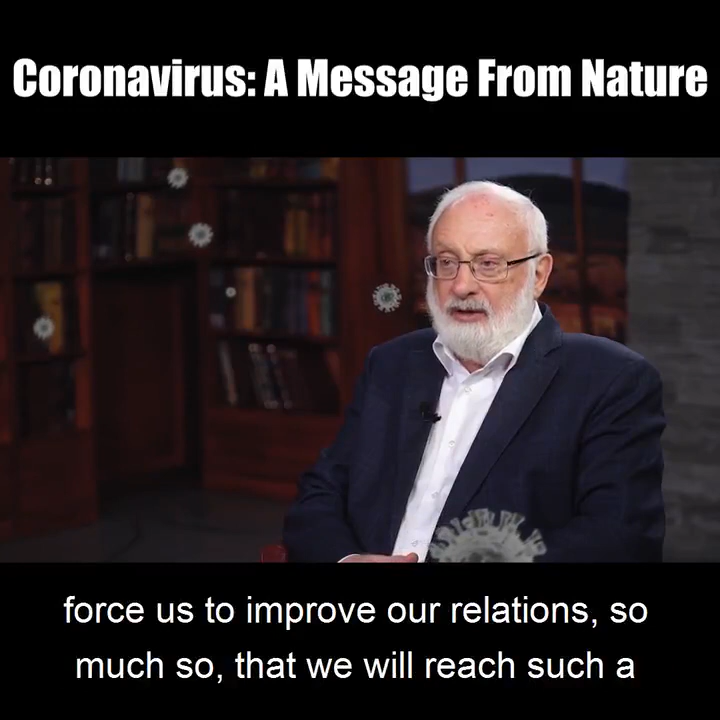 Coronavirus: A Message From Nature
force us to improve our relations, so
much so, that we will reach such a